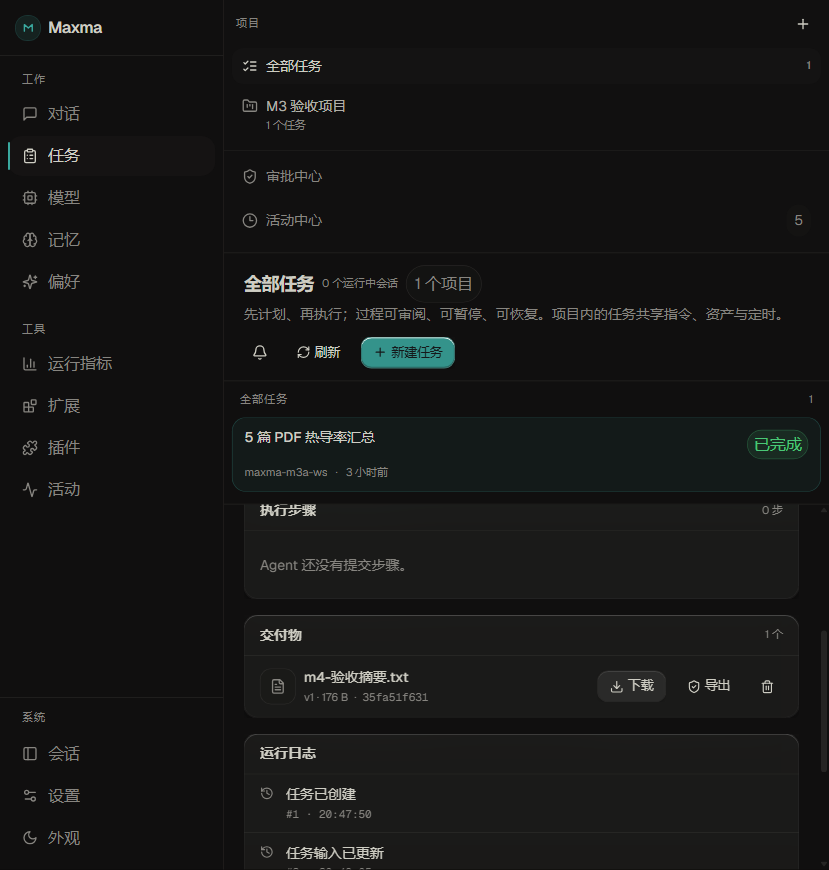 M Maxma
工作
对话
任务
模型
记忆
偏好
工具
运行指标
扩展
插件
活动
系统
会话
设置
外观
项目
全部任务 1
M3 验收项目
1 个任务
审批中心
活动中心 5
全部任务 0 个运行中会话 1 个项目
先计划、再执行；过程可审阅、可暂停、可恢复。项目内的任务共享指令、资产与定时。
刷新 新建任务
全部任务 1
5 篇 PDF 热导率汇总 已完成
maxma-m3a-ws · 3 小时前
执行步骤 0 步
Agent 还没有提交步骤。
交付物 1 个
m4-验收摘要.txt 下载 导出
v1 · 176 B · 35fa51f631
运行日志
任务已创建
#1 · 20:47:50
任务输入已更新